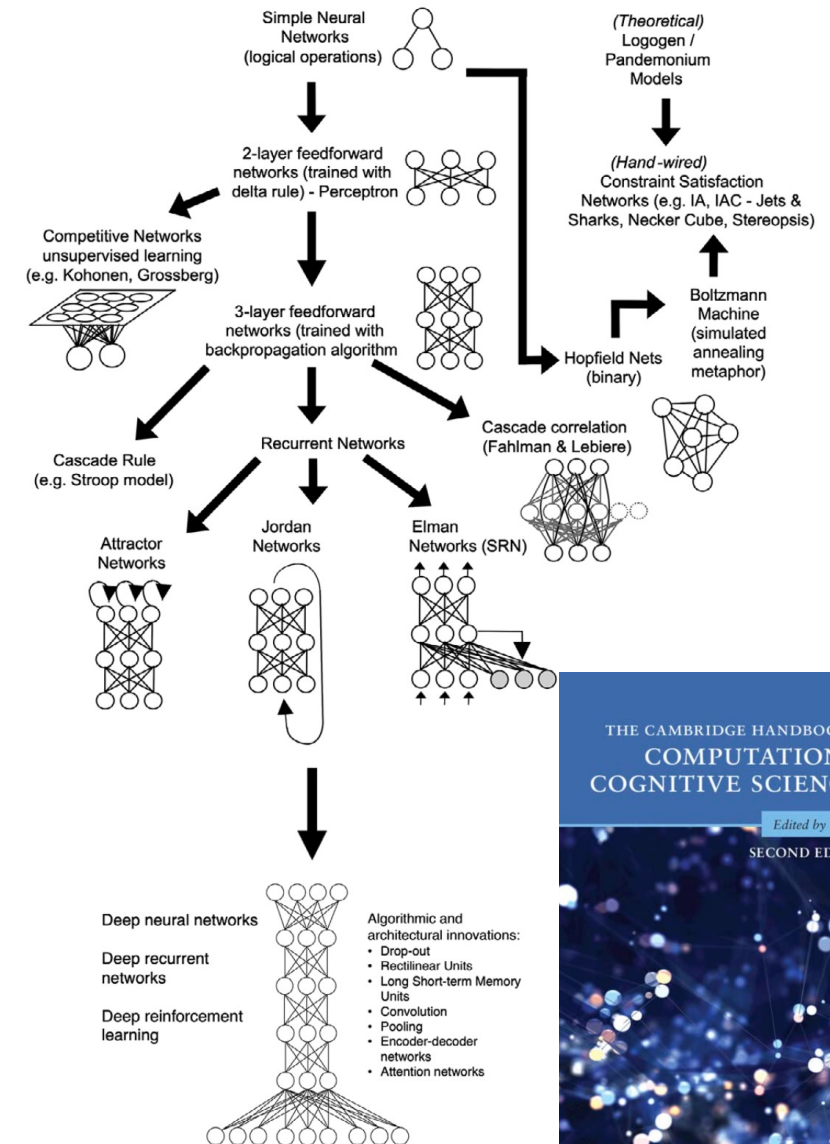 Simple Neural
Networks
(logical operations)
(Theoretical)
Logogen /
Pandemonium
Models
2-layer feedforward
networks (trained with
delta rule) - Perceptron
(Hand-wired)
Constraint Satisfaction
Networks (e.g. IA, IAC - Jets &
Sharks, Necker Cube, Stereopsis)
Competitive Networks
unsupervised learning
(e.g. Kohonen, Grossberg)
3-layer feedforward
networks (trained with
backpropagation algorithm
Boltzmann
Machine
(simulated
annealing
metaphor)
Hopfield Nets
(binary)
Cascade Rule
(e.g. Stroop model)
Recurrent Networks
Cascade correlation
(Fahlman & Lebiere)
Attractor
Networks
Jordan
Networks
Elman
Networks (SRN)
Deep neural networks
Deep recurrent
networks
Deep reinforcement
learning
Algorithmic and
architectural innovations:
• Drop-out
• Rectilinear Units
• Long Short-term Memory
Units
• Convolution
• Pooling
• Encoder-decoder
networks
• Attention networks
THE CAMBRIDGE
COGNITIVE
Edited by
SECOND